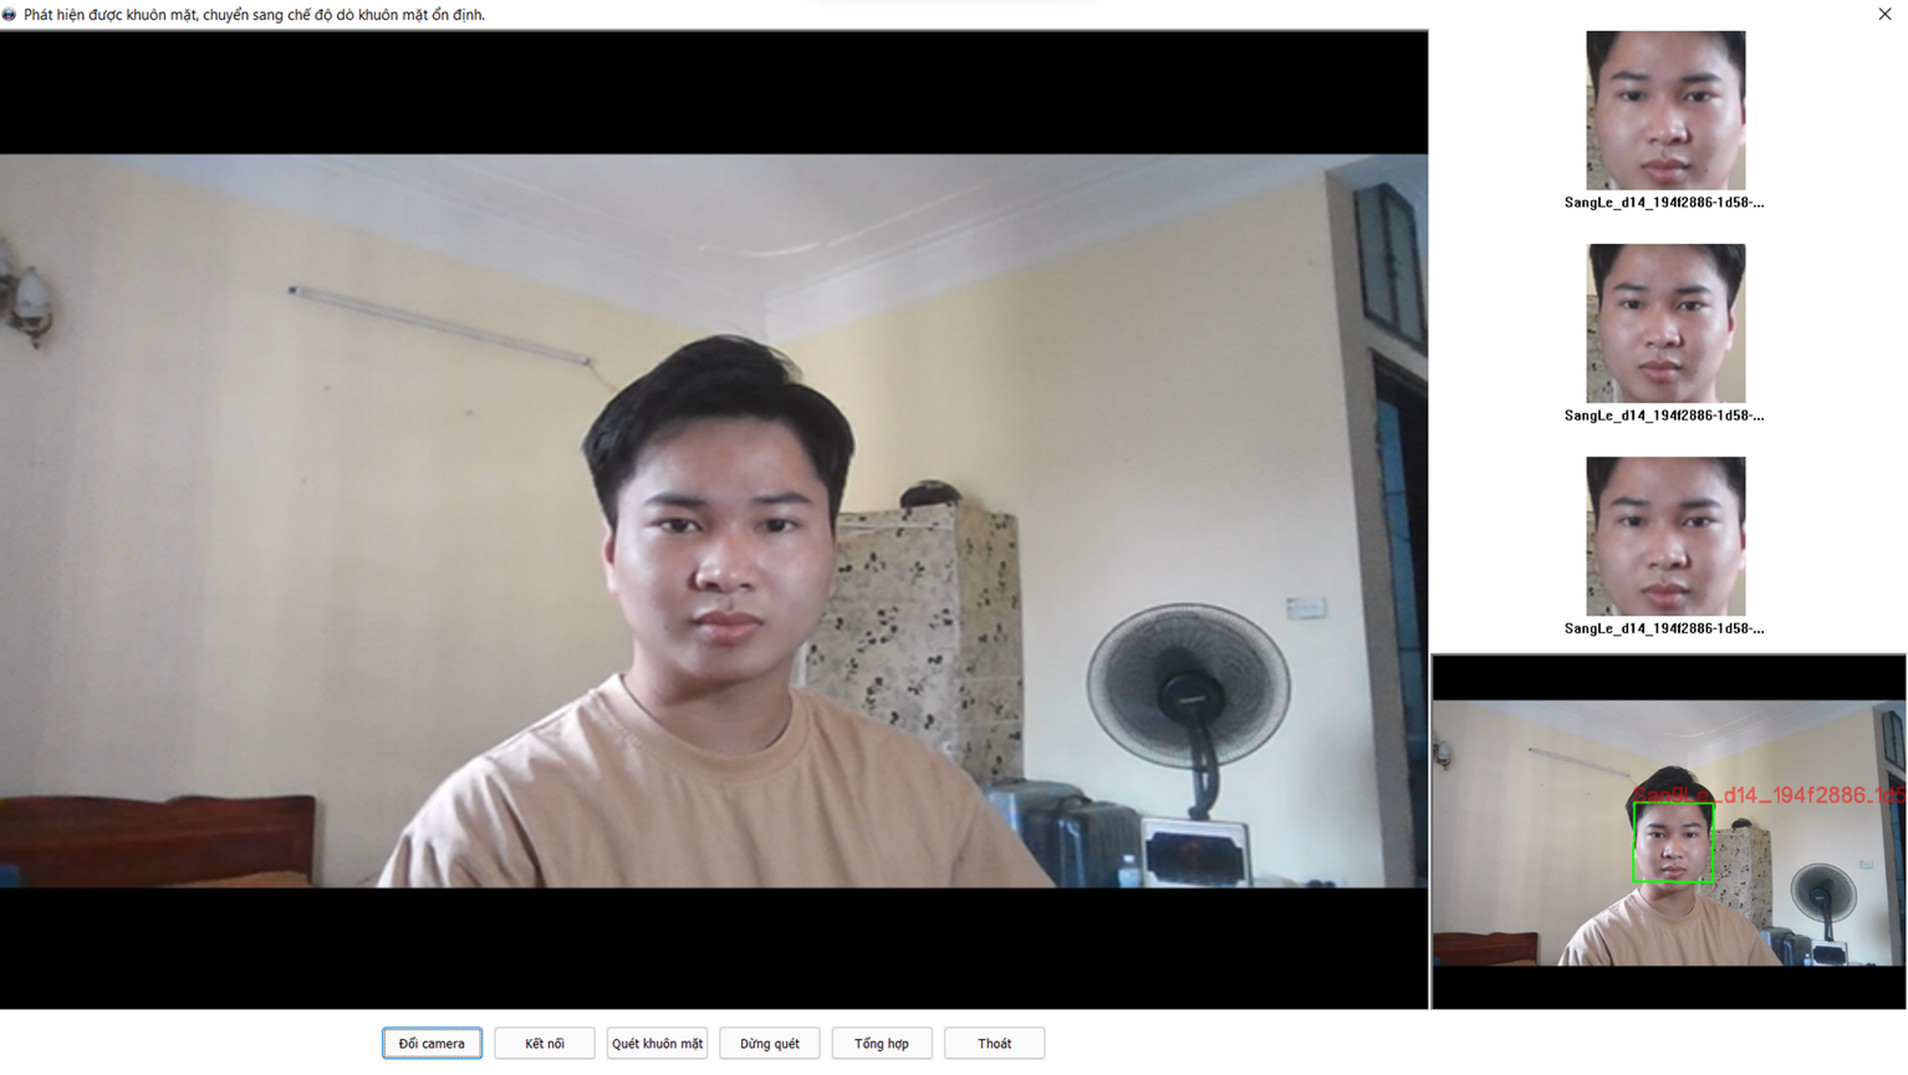 Phát hiện được khuôn mặt, chuyển sang chế độ dò khuôn mặt ổn định.
SangLe_d14_194f2886-1d58-...
SangLe_d14_194f2886-1d58-...
SangLe_d14_194f2886-1d58-...
SangLe_d14_194f2886_1d5
Đổi camera
Kết nối
Quét khuôn mặt
Dừng quét
Tổng hợp
Thoát